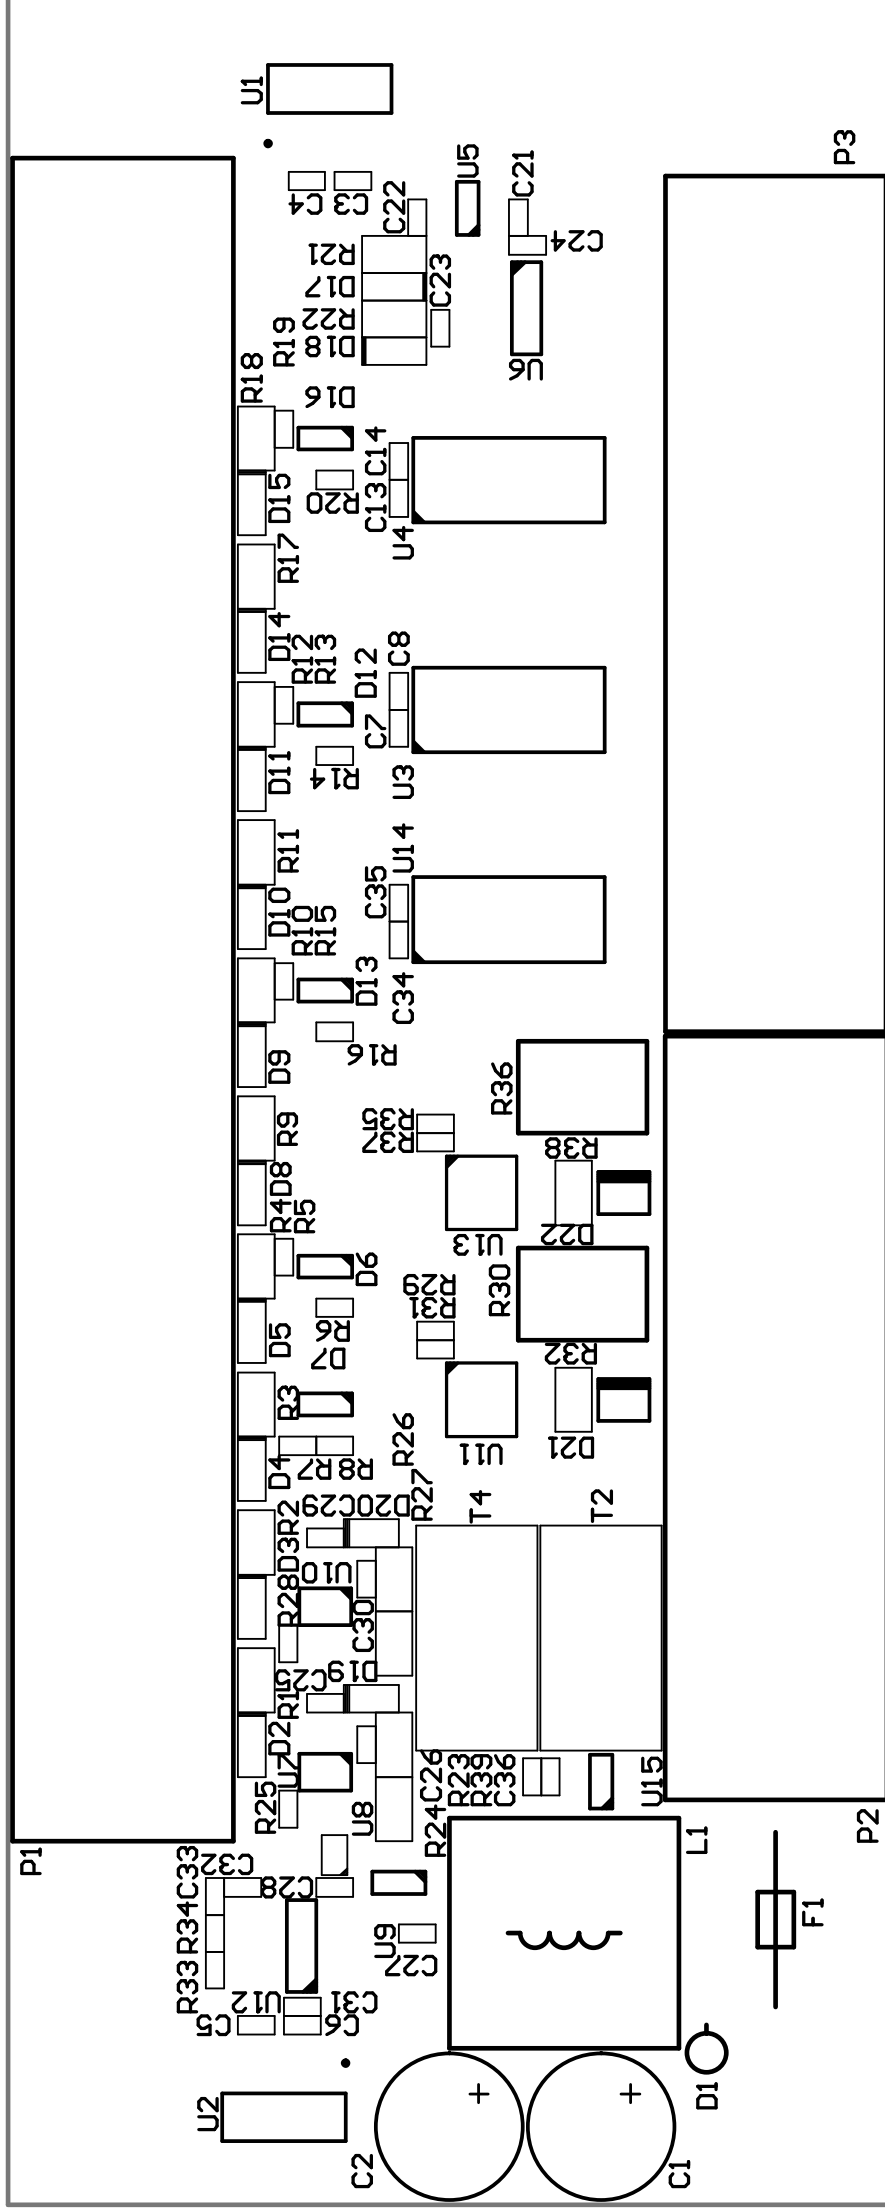 U1
P3
U5
C21
C4
C3
C22
R21
C24
D17
C23
R22
R19
D18
R18
U6
D16
C14
D15
R20
C13
U4
R17
D14
R12
R13
C8
D12
C7
D11
R14
U3
R11
U14
C35
D10
R10
R15
D13
C34
D9
R16
R36
R9
R35
R37
R38
D8
R4
R5
D22
U13
D6
R29
R30
R31
D5
R6
D7
R32
R3
R26
U11
D21
D4
R7
R8
R27
T4
T2
R2
C29
D20
D3
U10
R28
C30
D19
C25
R1
D2
U7
C26
R23
R39
C36
U15
R25
U8
R24
L1
P2
P1
C32
C33
C28
F1
R34
U9
C27
R33
U12
C31
C5
C6
D1
U2
+
+
C2
C1